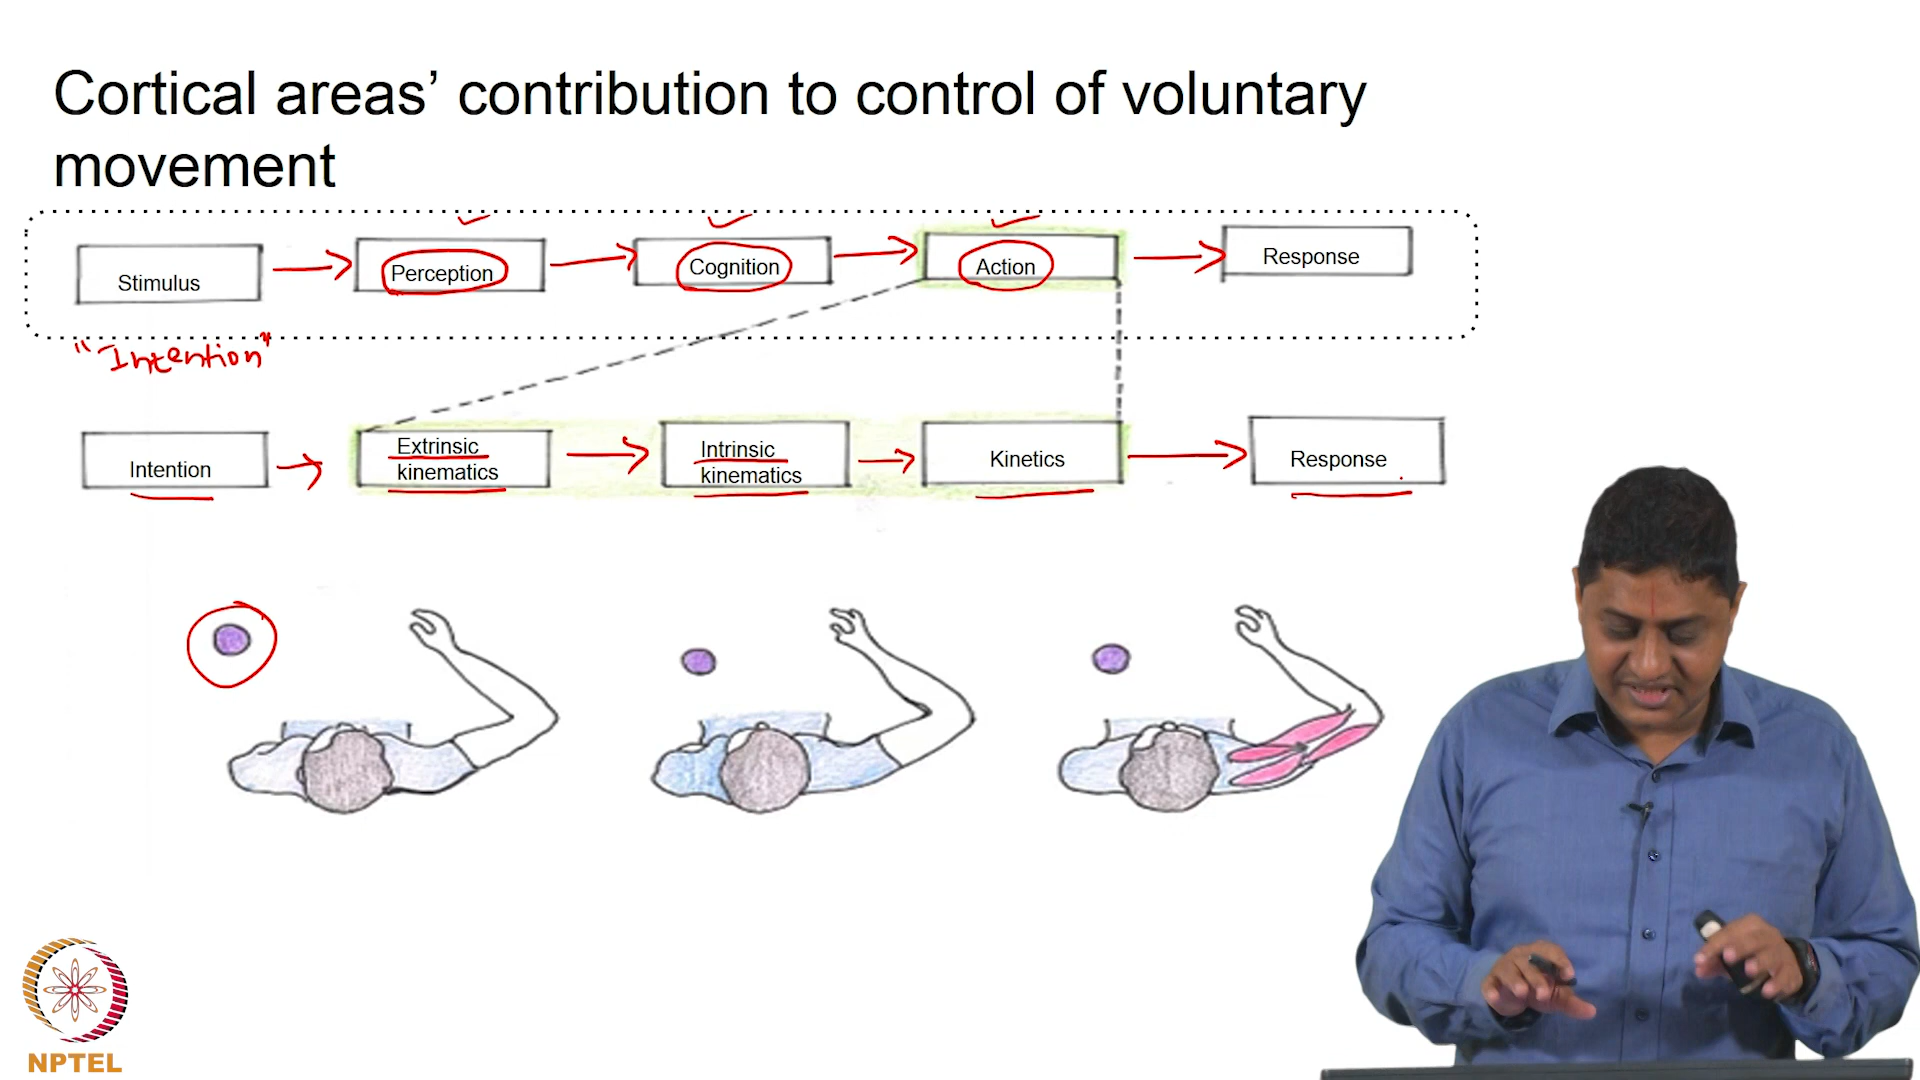 Cortical areas’ contribution to control of voluntary
movement
Stimulus
Perception
Cognition
Action
Response
"Intention"
Intention
Extrinsic
kinematics
Intrinsic
kinematics
Kinetics
Response
NPTEL